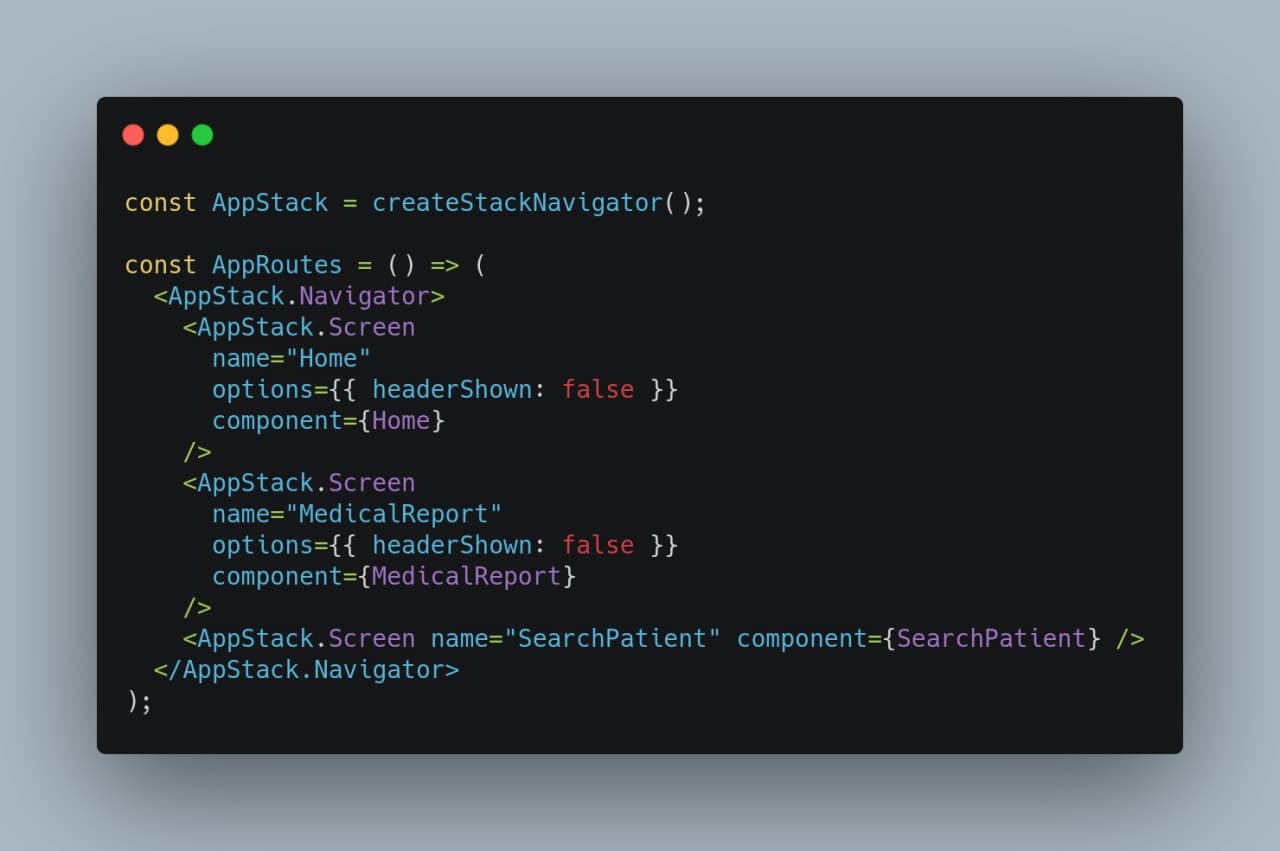 const AppStack = createStackNavigator();

const AppRoutes = () => (
  <AppStack.Navigator>
    <AppStack.Screen
      name="Home"
      options={{ headerShown: false }}
      component={Home}
    />
    <AppStack.Screen
      name="MedicalReport"
      options={{ headerShown: false }}
      component={MedicalReport}
    />
    <AppStack.Screen name="SearchPatient" component={SearchPatient} />
  </AppStack.Navigator>
);